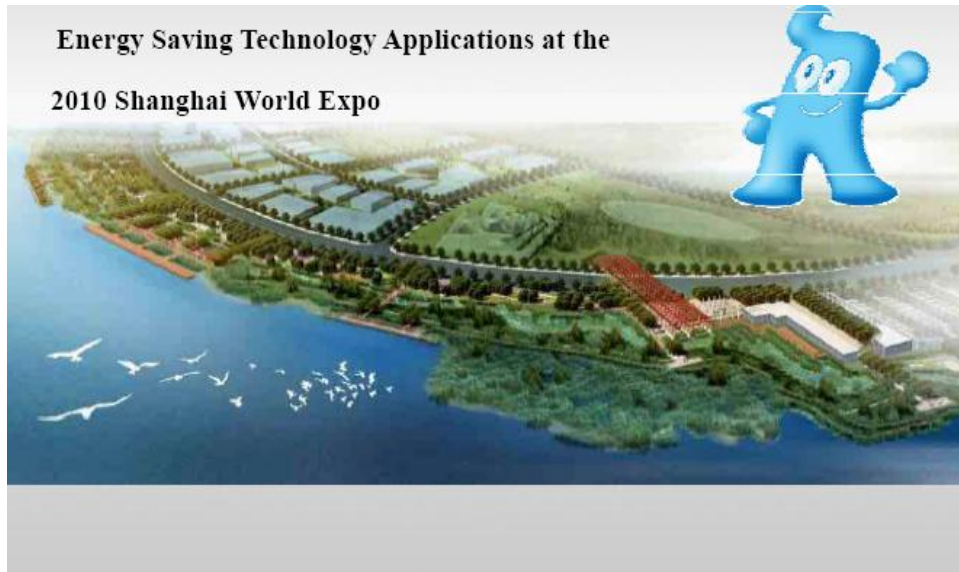 Energy Saving Technology Applications at the
2010 Shanghai World Expo